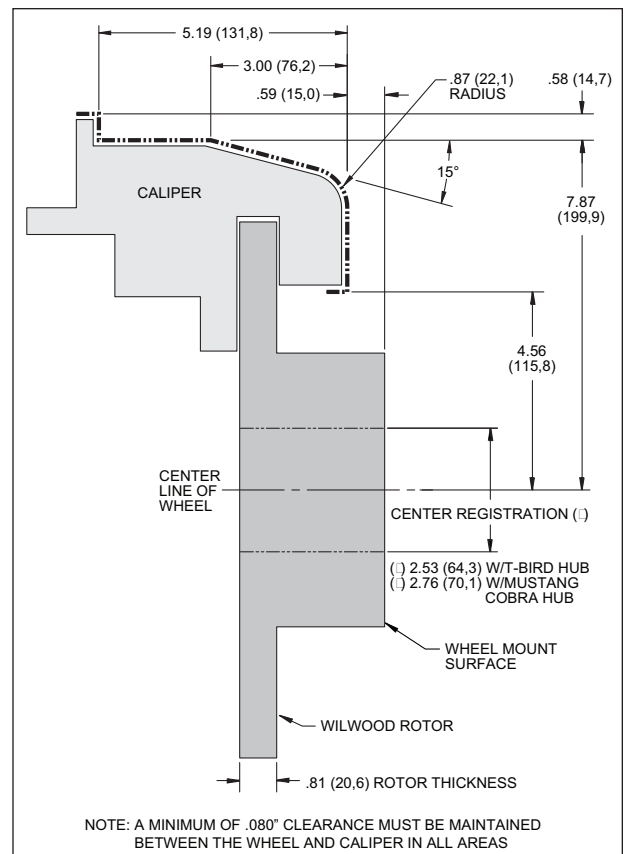 5.19 (131,8)
3.00 (76,2)
.59 (15,0)
.87 (22,1)
RADIUS
.58 (14,7)
CALIPER
15°
7.87
(199,9)
4.56
(115,8)
CENTER
LINE OF
WHEEL
CENTER REGISTRATION (▯)
(▯) 2.53 (64,3) W/T-BIRD HUB
(▯) 2.76 (70,1) W/MUSTANG
COBRA HUB
WHEEL MOUNT
SURFACE
WILWOOD ROTOR
.81 (20,6) ROTOR THICKNESS
NOTE: A MINIMUM OF .080" CLEARANCE MUST BE MAINTAINED
BETWEEN THE WHEEL AND CALIPER IN ALL AREAS